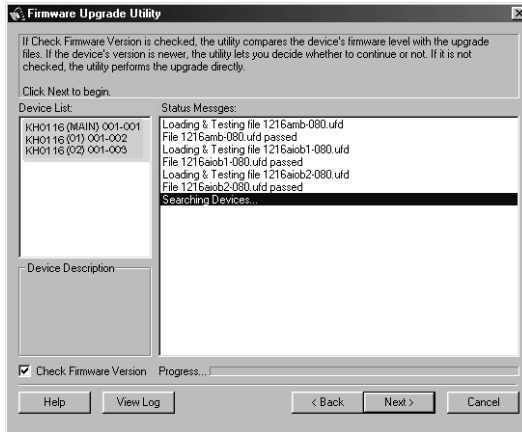 Firmware Upgrade Utility
If Check Firmware Version is checked, the utility compares the device's firmware level with the upgrade
files. If the device's version is newer, the utility lets you decide whether to continue or not. If it is not
checked, the utility performs the upgrade directly.
Click Next to begin.
Device List:
KH0116 (MAIN) 001-001
KH0116 (01) 001-002
KH0116 (02) 001-003
Status Messges:
Loading & Testing file 1216amb-080.ufd
File 1216amb-080.ufd passed
Loading & Testing file 1216aiob1-080.ufd
File 1216aiob1-080.ufd passed
Loading & Testing file 1216aiob2-080.ufd
File 1216aiob2-080.ufd passed
Searching Devices...
Device Description
Check Firmware Version Progress...
Help View Log < Back Next > Cancel